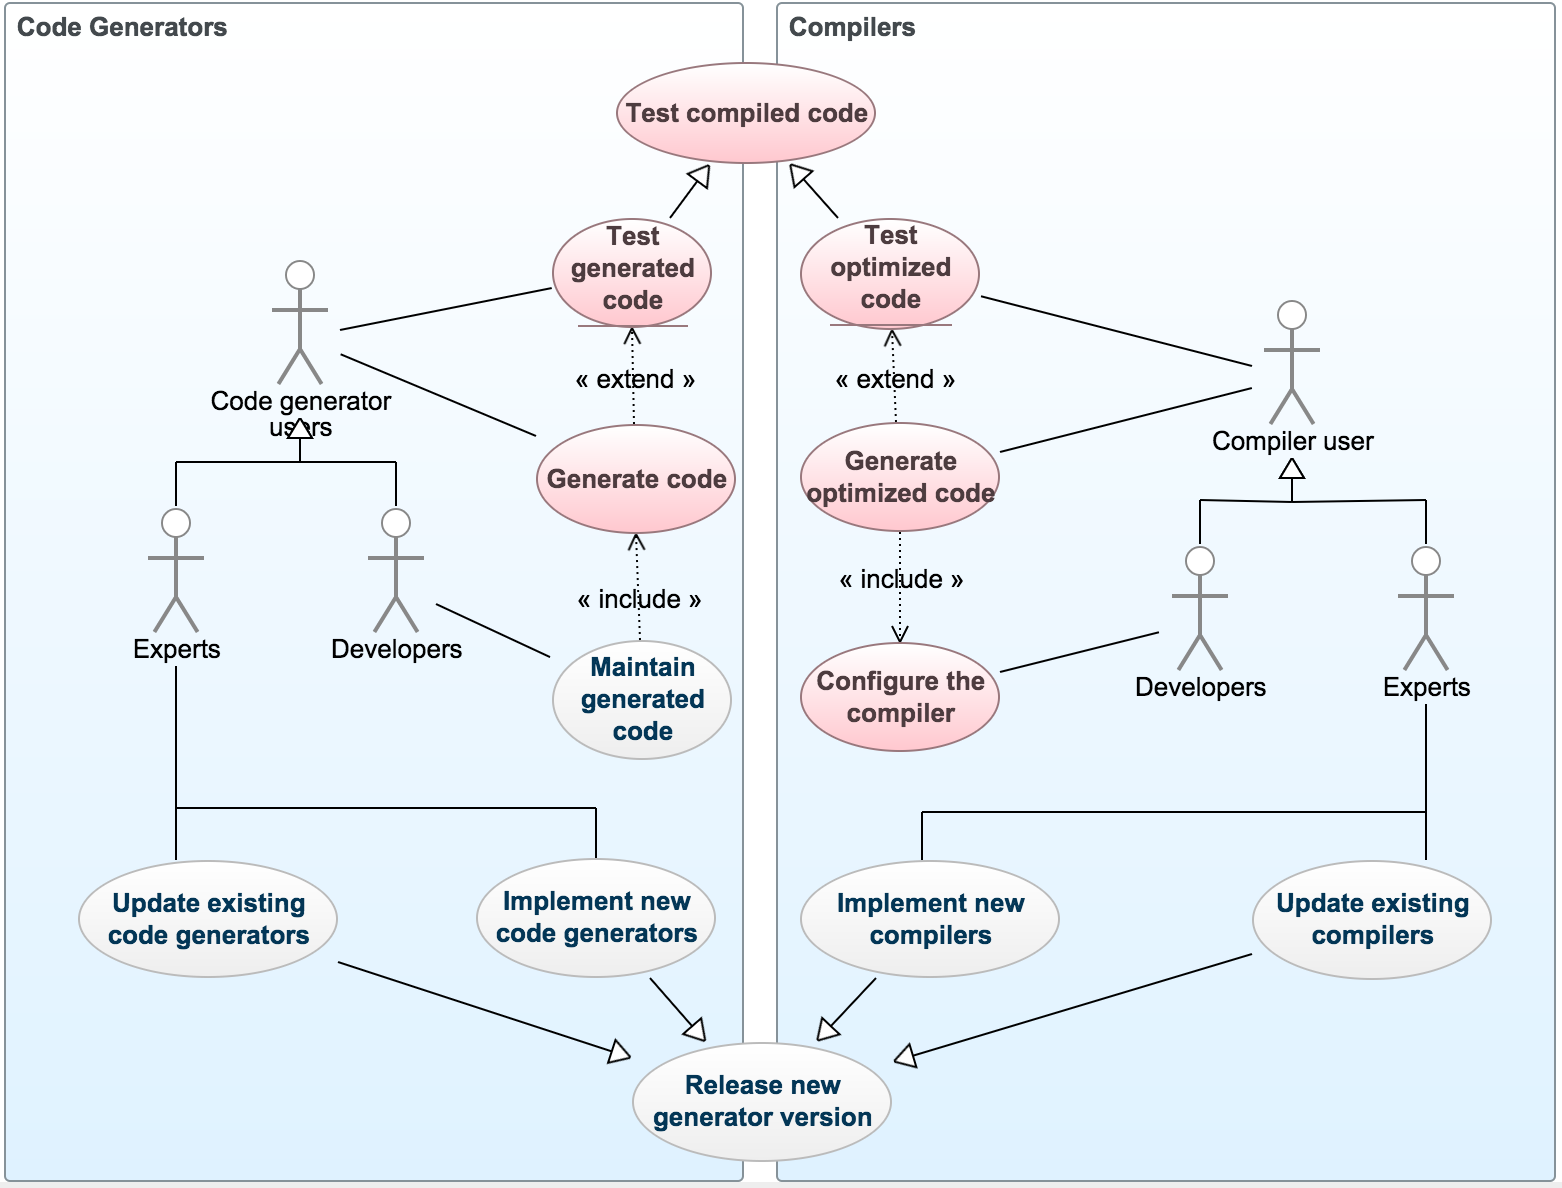 Code Generators
Compilers
Test compiled code
Test
generated
code
Test
optimized
code
« extend »
« extend »
Code generator
users
Compiler user
Generate code
Generate
optimized code
« include »
« include »
Experts
Developers
Maintain
generated
code
Configure the
compiler
Developers
Experts
Update existing
code generators
Implement new
code generators
Implement new
compilers
Update existing
compilers
Release new
generator version